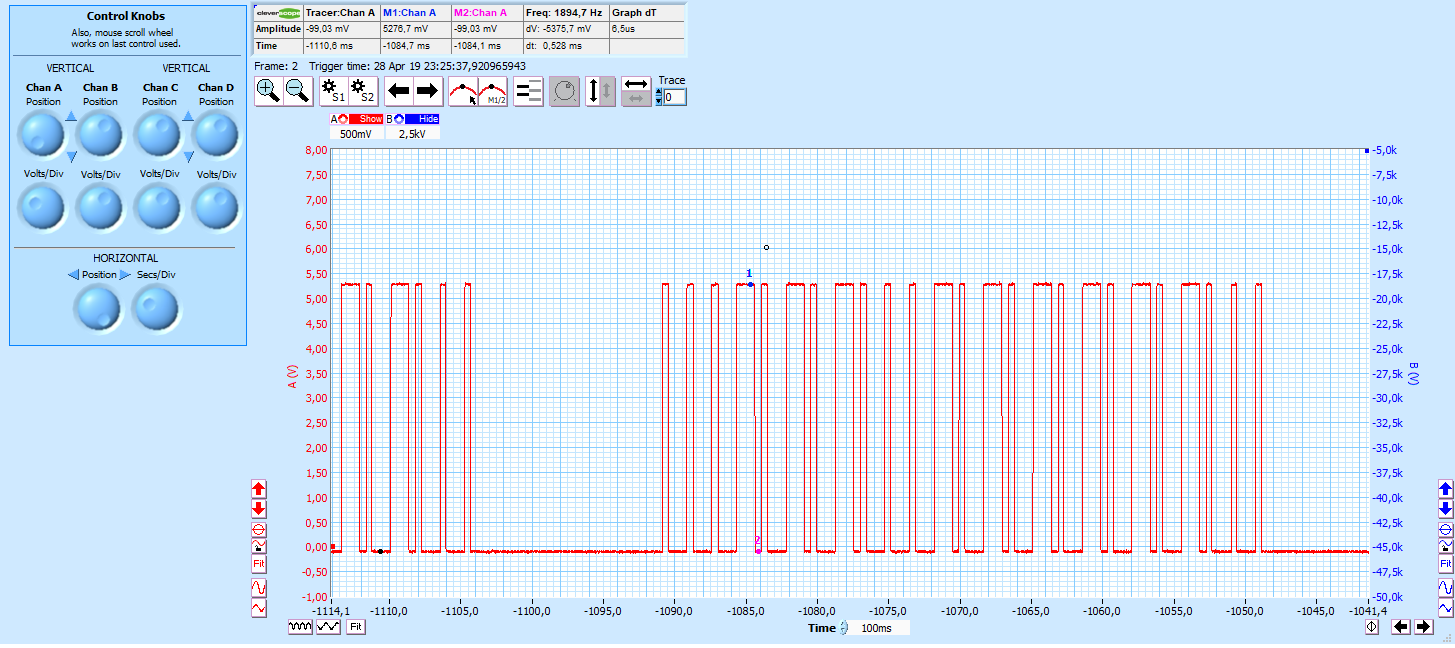 Control Knobs
Also, mouse scroll wheel
works on last control used.
VERTICAL VERTICAL
Chan A Chan B Chan C Chan D
Position Position Position Position
Volts/Div Volts/Div Volts/Div Volts/Div
HORIZONTAL
Position Secs/Div
cleverscope Tracer:Chan A M1:Chan A M2:Chan A Freq: 1894,7 Hz Graph dT
Amplitude -99,03 mV 5276,7 mV -99,03 mV dV: -5375,7 mV 6,5us
Time -1110,6 ms -1084,7 ms -1084,1 ms dt: 0,528 ms
Frame: 2 Trigger time: 28 Apr 19 23:25:37,920965943
S1 S2 M1/2 Trace
0
A Show B Hide
500mV 2,5kV
8,00 -5,0k
7,50 -7,5k
7,00 -10,0k
6,50 -12,5k
6,00 -15,0k
5,50 1 -17,5k
5,00 -20,0k
4,50 -22,5k
4,00 -25,0k
3,50 -27,5k
A (V) B (V)
3,00 -30,0k
2,50 -32,5k
2,00 -35,0k
1,50 -37,5k
1,00 -40,0k
0,50 -42,5k
2
0,00 -45,0k
Fit -0,50 -47,5k Fit
-1,00 -50,0k
-1114,1 -1110,0 -1105,0 -1100,0 -1095,0 -1090,0 -1085,0 -1080,0 -1075,0 -1070,0 -1065,0 -1060,0 -1055,0 -1050,0 -1045,0 -1041,4
Fit Time 100ms